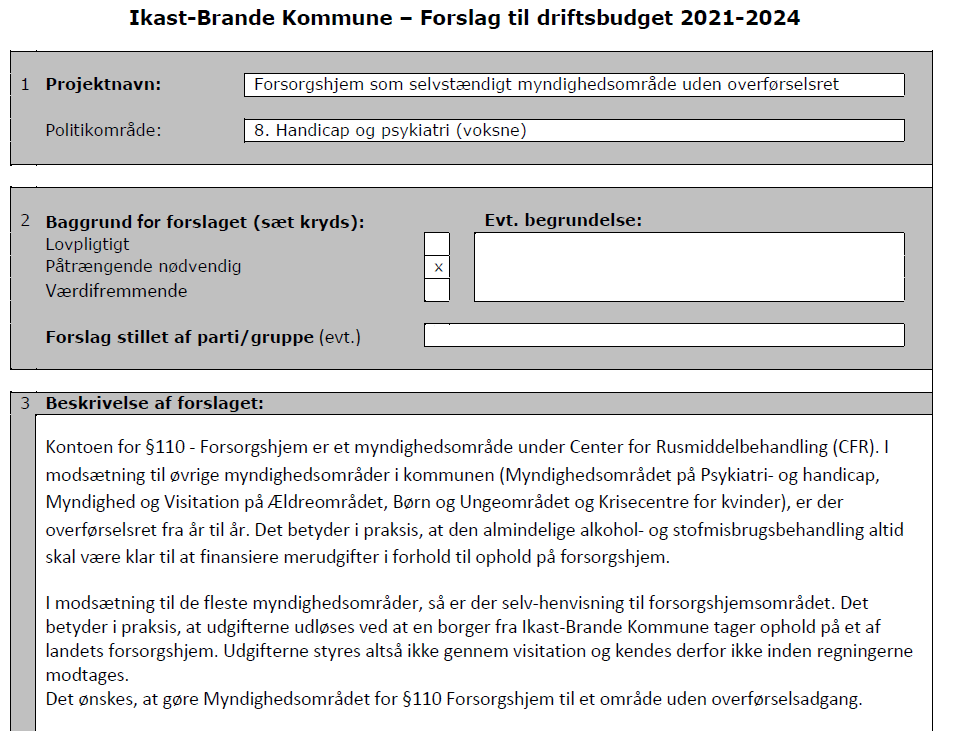 Ikast-Brande Kommune – Forslag til driftsbudget 2021-2024
1 Projektnavn: Forsorgshjem som selvstændigt myndighedsområde uden overførselsret
Politikområde: 8. Handicap og psykiatri (voksne)
2 Baggrund for forslaget (sæt kryds): Evt. begrundelse:
Lovpligtigt
Påtrængende nødvendig x
Værdifremmende
Forslag stillet af parti/gruppe (evt.)
3 Beskrivelse af forslaget:
Kontoen for §110 - Forsorgshjem er et myndighedsområde under Center for Rusmiddelbehandling (CFR). I
modsætning til øvrige myndighedsområder i kommunen (Myndighedsområdet på Psykiatri- og handicap,
Myndighed og Visitation på Ældreområdet, Børn og Ungeområdet og Krisecentre for kvinder), er der
overførselsret fra år til år. Det betyder i praksis, at den almindelige alkohol- og stofmisbrugsbehandling altid
skal være klar til at finansiere merudgifter i forhold til ophold på forsorgshjem.
I modsætning til de fleste myndighedsområder, så er der selv-henvisning til forsorgshjemsområdet. Det
betyder i praksis, at udgifterne udløses ved at en borger fra Ikast-Brande Kommune tager ophold på et af
landets forsorgshjem. Udgifterne styres altså ikke gennem visitation og kendes derfor ikke inden regningerne
modtages.
Det ønskes, at gøre Myndighedsområdet for §110 Forsorgshjem til et område uden overførselsadgang.